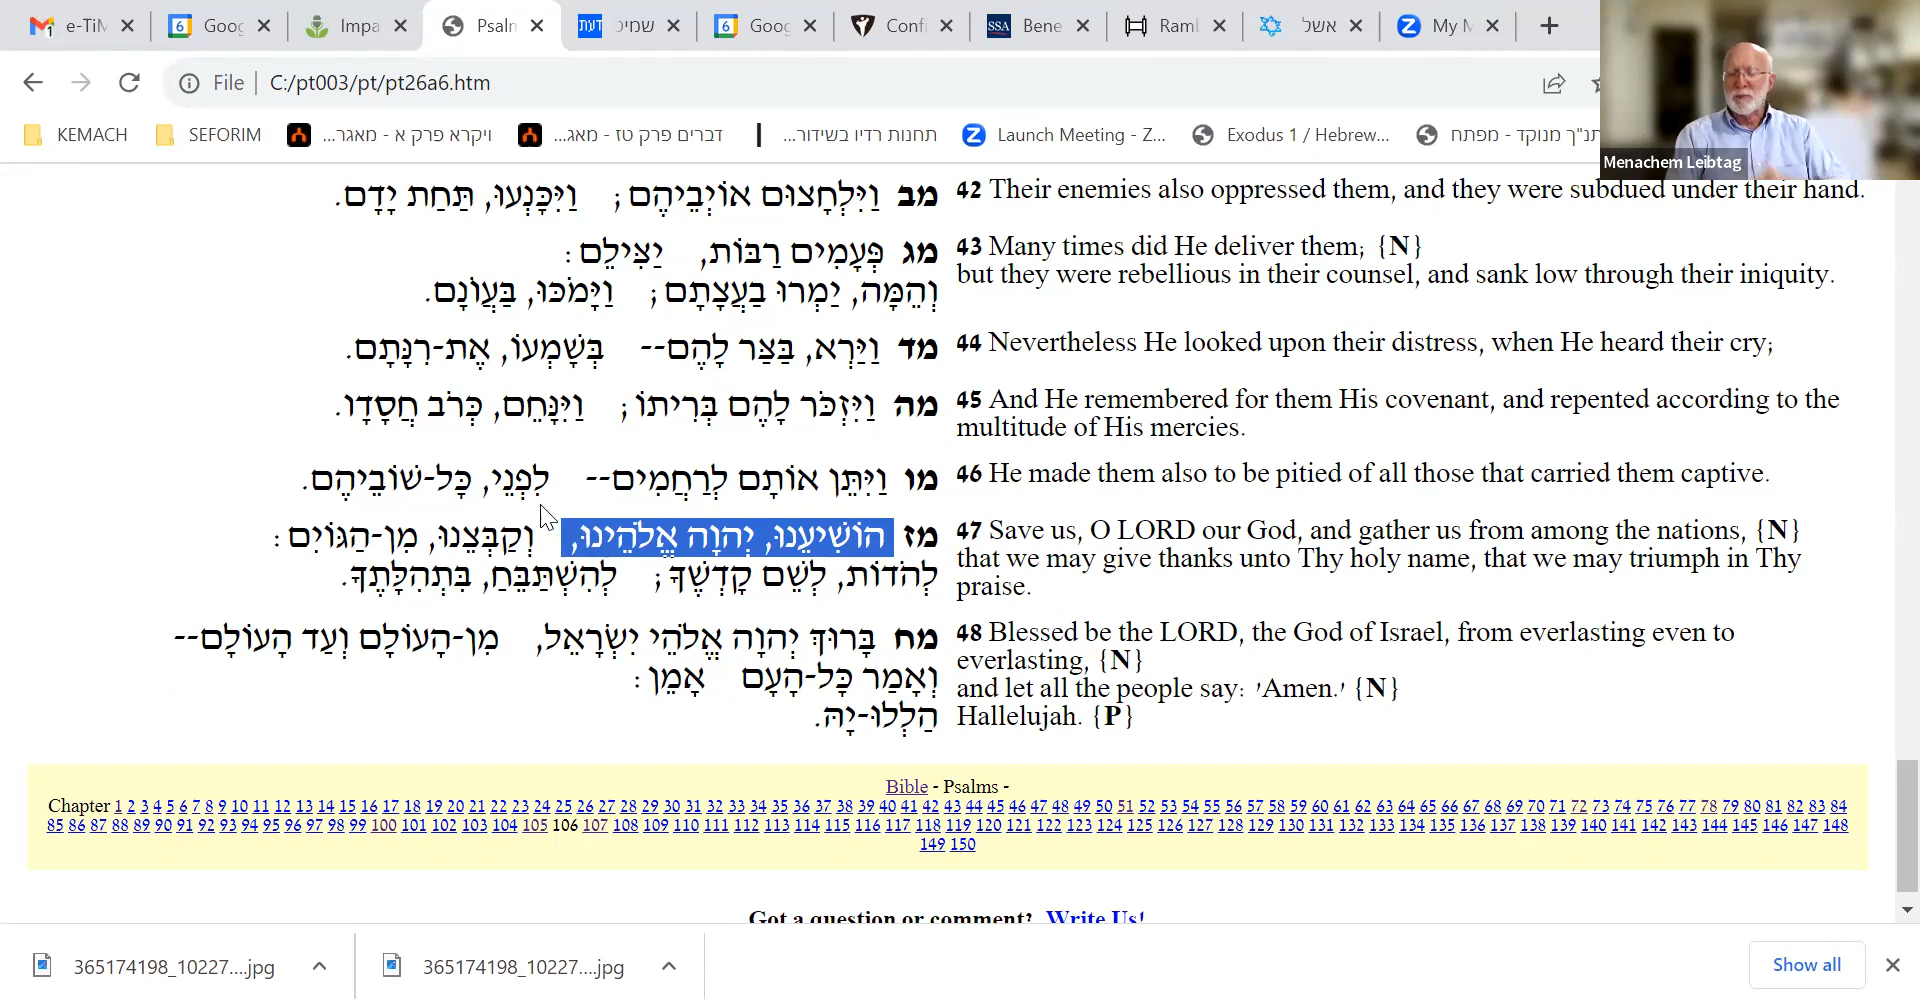 e-TiM
Goog
Impa
Psaln
שמיכ
Goog
Confi
Bene
Ramb
אשל
My M
File
C:/pt003/pt/pt26a6.htm
KEMACH
SEFORIM
ויקרא פרק א - מאגר...
דברים פרק טז - מאג...
תחנות רדיו בשידור...
Launch Meeting - Z...
Exodus 1 / Hebrew...
תנ"ך מנוקד - מפתח
Menachem Leibtag
מב וַיִּלְחָצוּם אוֹיְבֵיהֶם; וַיִּכָּנְעוּ, תַּחַת יָדָם.
42 Their enemies also oppressed them, and they were subdued under their hand.
מג פְּעָמִים רַבּוֹת, יַצִּילֵם:
וְהֵמָּה, יַמְרוּ בַעֲצָתָם; וַיָּמֹכּוּ, בַּעֲוֺנָם.
43 Many times did He deliver them; {N}
but they were rebellious in their counsel, and sank low through their iniquity.
מד וַיַּרְא, בַּצַּר לָהֶם-- בְּשָׁמְעוֹ, אֶת-רִנָּתָם.
44 Nevertheless He looked upon their distress, when He heard their cry;
מה וַיִּזְכֹּר לָהֶם בְּרִיתוֹ; וַיִּנָּחֵם, כְּרֹב חֲסָדָו.
45 And He remembered for them His covenant, and repented according to the
multitude of His mercies.
מו וַיִּתֵּן אוֹתָם לְרַחֲמִים-- לִפְנֵי, כָּל-שׁוֹבֵיהֶם.
46 He made them also to be pitied of all those that carried them captive.
מז הוֹשִׁיעֵנוּ, יְהוָה אֱלֹהֵינוּ, וְקַבְּצֵנוּ, מִן-הַגּוֹיִם:
לְהֹדוֹת, לְשֵׁם קָדְשֶׁךָ; לְהִשְׁתַּבֵּחַ, בִּתְהִלָּתֶךָ.
47 Save us, O LORD our God, and gather us from among the nations, {N}
that we may give thanks unto Thy holy name, that we may triumph in Thy
praise.
מח בָּרוּךְ יְהוָה אֱלֹהֵי יִשְׂרָאֵל, מִן-הָעוֹלָם וְעַד הָעוֹלָם--
וְאָמַר כָּל-הָעָם אָמֵן:
הַלְלוּ-יָהּ.
48 Blessed be the LORD, the God of Israel, from everlasting even to
everlasting, {N}
and let all the people say: 'Amen.' {N}
Hallelujah. {P}
Bible - Psalms -
Chapter 1 2 3 4 5 6 7 8 9 10 11 12 13 14 15 16 17 18 19 20 21 22 23 24 25 26 27 28 29 30 31 32 33 34 35 36 37 38 39 40 41 42 43 44 45 46 47 48 49 50 51 52 53 54 55 56 57 58 59 60 61 62 63 64 65 66 67 68 69 70 71 72 73 74 75 76 77 78 79 80 81 82 83 84
85 86 87 88 89 90 91 92 93 94 95 96 97 98 99 100 101 102 103 104 105 106 107 108 109 110 111 112 113 114 115 116 117 118 119 120 121 122 123 124 125 126 127 128 129 130 131 132 133 134 135 136 137 138 139 140 141 142 143 144 145 146 147 148
149 150
Got a question or comment? Write Us!
365174198_10227....jpg
365174198_10227....jpg
Show all